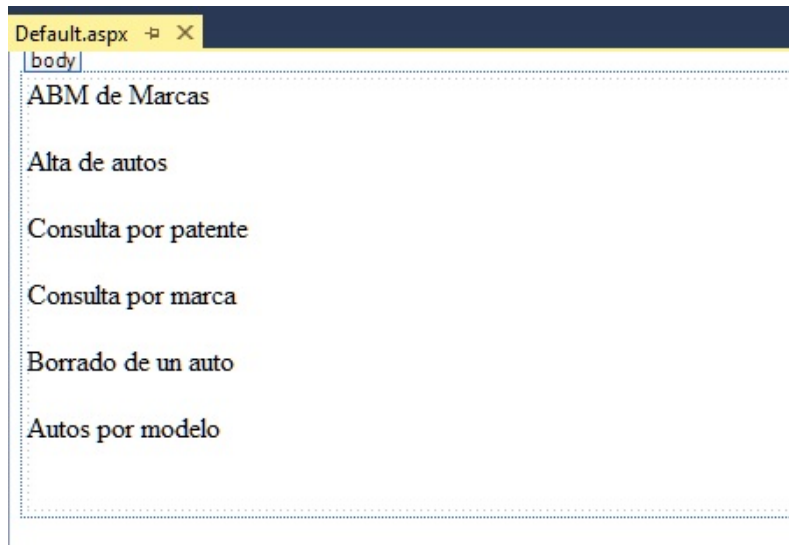 Default.aspx
body
ABM de Marcas
Alta de autos
Consulta por patente
Consulta por marca
Borrado de un auto
Autos por modelo